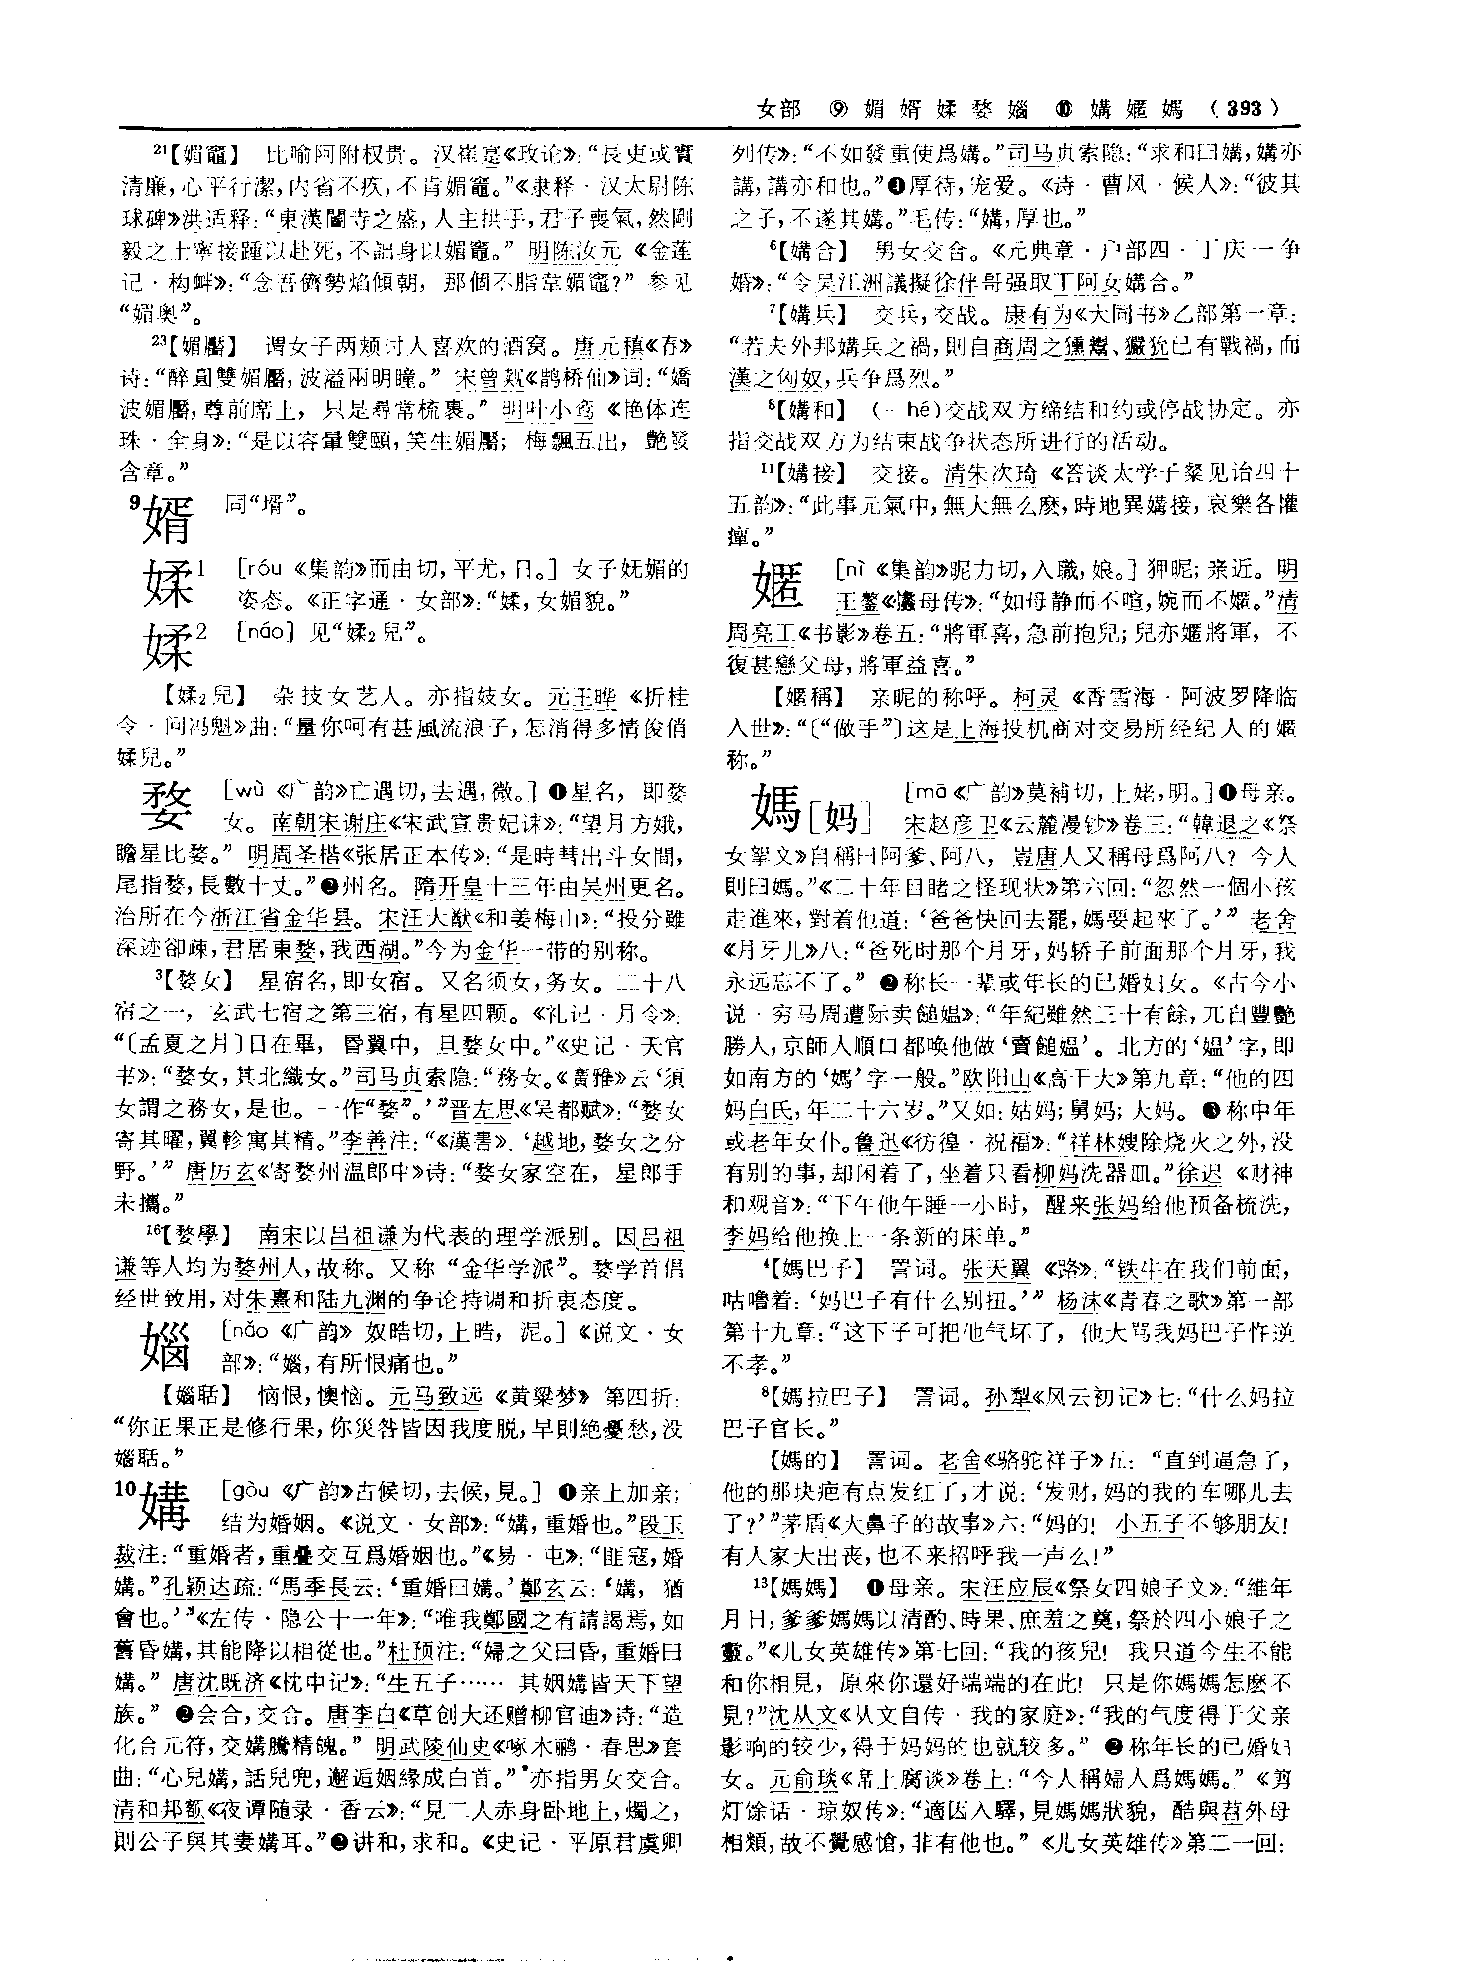 女部 ⑨ 媚婿媃婺嫍 ⑩ 媾嫟媽 (393)
²¹【媚竈】 比喻阿附权贵。汉崔寔《政论》:“長吏或實
清廉,心平行潔,内省不疚,不肯媚竈。”《隶释·汉太尉陈
球碑》洪适释:“東漢閹寺之盛,人主拱手,君子喪氣,然剛
毅之士寧接踵以赴死,不詘身以媚竈。” 明陈汝元《金莲
记·构衅》:“念吾儕勢焰傾朝, 那個不脂韋媚竈?” 参见
“媚奥”。
²³【媚靨】 谓女子两颊讨人喜欢的酒窝。唐元稹《存》
诗:“醉圓雙媚靨,波溢兩明瞳。” 宋曾觌《鹊桥仙》词:“嬌
波媚靨,尊前席上, 只是尋常梳裹。” 明叶小鸾《艳体连
珠·全身》:“是以容暈雙頤,笑生媚靨; 梅飄五出, 艷發
含章。”
9婿 同“壻”。
媃1 [róu《集韵》而由切,平尤,日。] 女子妩媚的
姿态。《正字通·女部》:“媃,女媚貌。”
媃2 [náo] 见“媃₂兒”。
【媃₂兒】 杂技女艺人。亦指妓女。元王晔《折桂
令·问冯魁》曲:“量你呵有甚風流浪子,怎消得多情俊俏
媃兒。”
婺 [wù《广韵》亡遇切,去遇,微。] ❶星名, 即婺
女。南朝宋谢庄《宋武宣贵妃诔》:“望月方娥,
瞻星比婺。” 明周圣楷《张居正本传》:“是時彗出斗女間,
尾指婺,長數十丈。”❷州名。隋开皇十三年由吴州更名。
治所在今浙江省金华县。宋汪大猷《和姜梅山》:“投分雖
深迹卻疎,君居東婺,我西湖。”今为金华一带的别称。
³【婺女】 星宿名,即女宿。又名须女,务女。二十八
宿之一, 玄武七宿之第三宿,有星四颗。《礼记·月令》:
“〔孟夏之月〕日在畢, 昏翼中, 旦婺女中。”《史记·天官
书》:“婺女,其北織女。”司马贞索隐:“務女。《廣雅》云‘須
女謂之務女,是也。一作“婺”。’”晋左思《吴都赋》:“婺女
寄其曜,翼軫寓其精。”李善注:“《漢書》: ‘越地,婺女之分
野。’” 唐厉玄《寄婺州温郎中》诗:“婺女家空在, 星郎手
未攜。”
¹⁶【婺學】 南宋以吕祖谦为代表的理学派别。因吕祖
谦等人均为婺州人,故称。又称“金华学派”。婺学首倡
经世致用,对朱熹和陆九渊的争论持调和折衷态度。
嫍 [nǎo《广韵》奴晧切,上晧, 泥。]《说文·女
部》:“嫍,有所恨痛也。”
【嫍聒】 恼恨,懊恼。元马致远《黄粱梦》第四折:
“你正果正是修行果,你災咎皆因我度脱,早則絶憂愁,没
嫍聒。”
10媾 [gòu《广韵》古候切,去候,見。] ❶亲上加亲;
结为婚姻。《说文·女部》:“媾,重婚也。”段玉
裁注:“重婚者,重疊交互爲婚姻也。”《易·屯》:“匪寇,婚
媾。”孔颖达疏:“馬季長云:‘重婚曰媾。’鄭玄云:‘媾, 猶
會也。’”《左传·隐公十一年》:“唯我鄭國之有請謁焉,如
舊昏媾,其能降以相從也。”杜预注:“婦之父曰昏,重婚曰
媾。” 唐沈既济《枕中记》:“生五子…… 其姻媾皆天下望
族。” ❷会合,交合。唐李白《草创大还赠柳官迪》诗:“造
化合元符,交媾騰精魄。” 明武陵仙史《啄木鹂·春思》套
曲:“心兒媾,話兒兜,邂逅姻緣成白首。”亦指男女交合。
清和邦额《夜谭随录·香云》:“見二人赤身卧地上,燭之,
則公子與其妻媾耳。”❸讲和,求和。《史记·平原君虞卿
列传》:“不如發重使爲媾。”司马贞索隐:“求和曰媾,媾亦
講,講亦和也。”❹厚待,宠爱。《诗·曹风·候人》:“彼其
之子,不遂其媾。”毛传:“媾,厚也。”
⁶【媾合】 男女交合。《元典章·户部四·丁庆一争
婚》:“令吴江洲議擬徐伴哥强取丁阿女媾合。”
⁷【媾兵】 交兵,交战。康有为《大同书》乙部第一章:
“若夫外邦媾兵之禍,則自商周之獯鬻、玁狁已有戰禍,而
漢之匈奴,兵争爲烈。”
⁸【媾和】 (－hé)交战双方缔结和约或停战协定。亦
指交战双方为结束战争状态所进行的活动。
¹¹【媾接】 交接。清朱次琦《答谈太学子粲见诒四十
五韵》:“此事元氣中,無大無么麽,時地異媾接,哀樂各懽
癉。”
嫟 [nì《集韵》昵力切,入職,娘。] 狎昵; 亲近。明
王鏊《 母传》:“如母静而不喧,婉而不嫟。”清
周亮工《书影》卷五:“將軍喜,急前抱兒; 兒亦嫟將軍, 不
復甚戀父母,將軍益喜。”
【嫟稱】 亲昵的称呼。柯灵《香雪海·阿波罗降临
人世》:“〔“做手”〕这是上海投机商对交易所经纪人的嫟
称。”
媽[妈] [mā《广韵》莫補切,上姥,明。]❶母亲。
宋赵彦卫《云麓漫钞》卷三:“韓退之《祭
女挐文》自稱曰阿爹、阿八, 豈唐人又稱母爲阿八? 今人
則曰媽。”《二十年目睹之怪现状》第六回:“忽然一個小孩
走進來,對着他道:‘爸爸快回去罷,媽要起來了。’” 老舍
《月牙儿》八:“爸死时那个月牙,妈轿子前面那个月牙,我
永远忘不了。” ❷称长一辈或年长的已婚妇女。《古今小
说·穷马周遭际卖䭔媪》:“年紀雖然三十有餘,兀自豐艷
勝人,京師人順口都唤他做‘賣䭔媪’。北方的‘媪’字,即
如南方的‘媽’字一般。”欧阳山《高干大》第九章:“他的四
妈白氏,年二十六岁。”又如:姑妈; 舅妈; 大妈。❸称中年
或老年女仆。鲁迅《彷徨·祝福》:“祥林嫂除烧火之外,没
有别的事,却闲着了,坐着只看柳妈洗器皿。”徐迟《财神
和观音》:“下午他午睡一小时, 醒来张妈给他预备梳洗,
李妈给他换上一条新的床单。”
⁴【媽巴子】 詈词。张天翼《路》:“铁牛在我们前面,
咕噜着:‘妈巴子有什么别扭。’” 杨沫《青春之歌》第一部
第十九章:“这下子可把他气坏了, 他大骂我妈巴子忤逆
不孝。”
⁸【媽拉巴子】 詈词。孙犁《风云初记》七:“什么妈拉
巴子官长。”
【媽的】 詈词。老舍《骆驼祥子》五:“直到逼急了,
他的那块疤有点发红了,才说:‘发财,妈的我的车哪儿去
了?’”茅盾《大鼻子的故事》六:“妈的! 小五子不够朋友!
有人家大出丧,也不来招呼我一声么!”
¹³【媽媽】 ❶母亲。宋汪应辰《祭女四娘子文》:“維年
月日,爹爹媽媽以清酌、時果、庶羞之奠,祭於四小娘子之
靈。”《儿女英雄传》第七回:“我的孩兒! 我只道今生不能
和你相見, 原來你還好端端的在此! 只是你媽媽怎麽不
見?”沈从文《从文自传·我的家庭》:“我的气度得于父亲
影响的较少,得于妈妈的也就较多。” ❷称年长的已婚妇
女。元俞琰《席上腐谈》卷上:“今人稱婦人爲媽媽。” 《剪
灯馀话·琼奴传》:“適因入驛,見媽媽狀貌, 酷與苕外母
相類,故不覺感愴,非有他也。” 《儿女英雄传》第二一回: